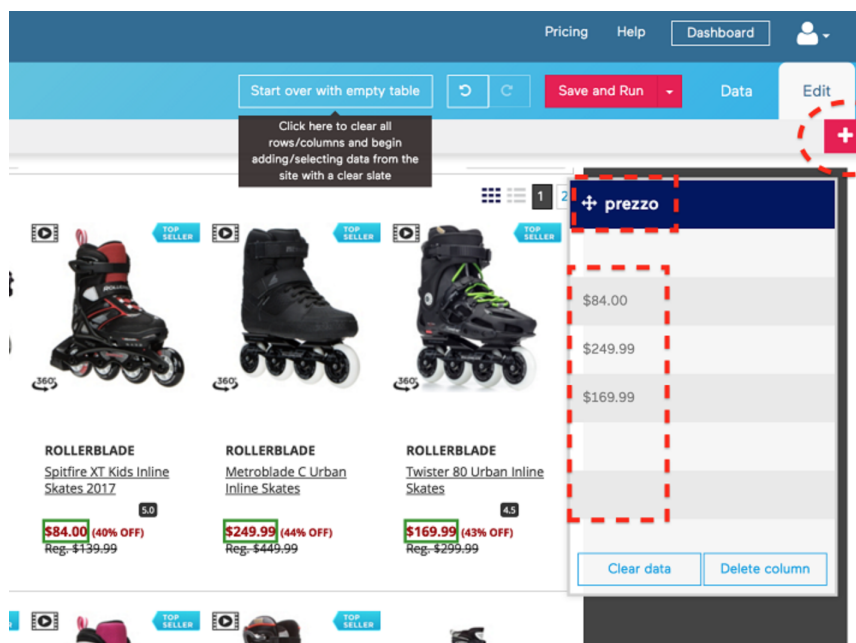 Pricing Help Dashboard
Start over with empty table Save and Run Data Edit
Click here to clear all
rows/columns and begin
adding/selecting data from the
site with a clear slate
1 2
prezzo
TOP SELLER
TOP SELLER
TOP SELLER
360°
360°
360°
$84.00
$249.99
$169.99
ROLLERBLADE
Spitfire XT Kids Inline
Skates 2017
5.0
$84.00 (40% OFF)
Reg. $139.99
ROLLERBLADE
Metroblade C Urban
Inline Skates
$249.99 (44% OFF)
Reg. $449.99
ROLLERBLADE
Twister 80 Urban Inline
Skates
4.5
$169.99 (43% OFF)
Reg. $299.99
Clear data Delete column
TOP SELLER
TOP SELLER